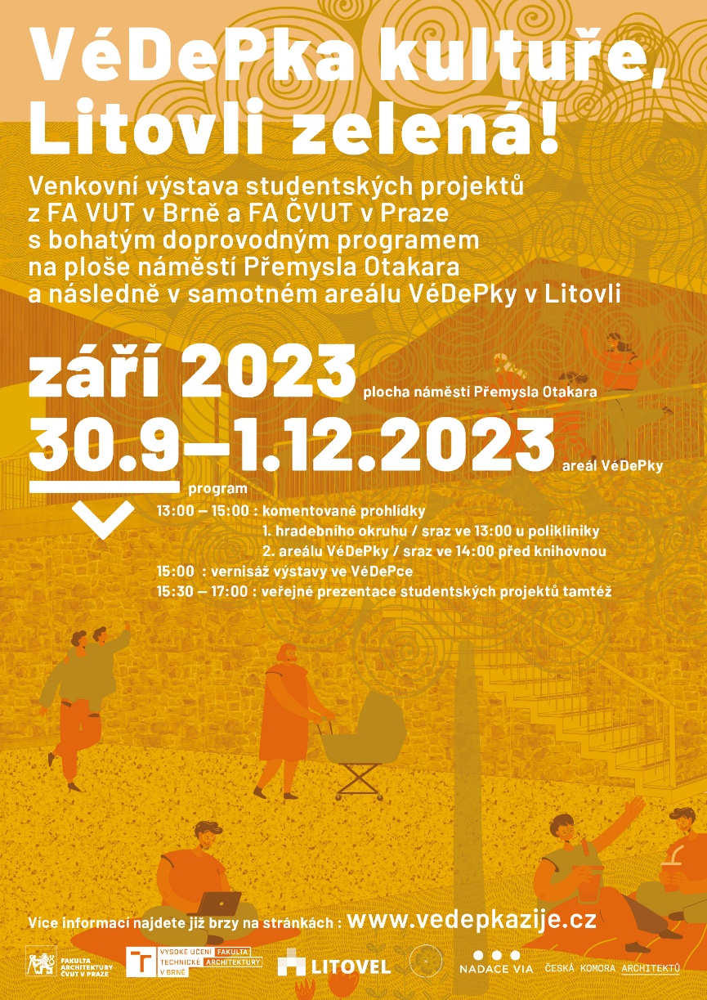 VéDePka kultuře,
Litovli zelená!
Venkovní výstava studentských projektů
z FA VUT v Brně a FA ČVUT v Praze
s bohatým doprovodným programem
na ploše náměstí Přemysla Otakara
a následně v samotném areálu VéDePky v Litovli
září 2023 plocha náměstí Přemysla Otakara
30.9–1.12.2023 areál VéDePky
program
13:00 – 15:00 : komentované prohlídky
1. hradebního okruhu / sraz ve 13:00 u polikliniky
2. areálu VéDePky / sraz ve 14:00 před knihovnou
15:00 : vernisáž výstavy ve VéDePce
15:30 – 17:00 : veřejné prezentace studentských projektů tamtéž
Více informací najdete již brzy na stránkách : www.vedepkazije.cz
FAKULTA
ARCHITEKTURY
ČVUT V PRAZE
VYSOKÉ UČENÍ FAKULTA
TECHNICKÉ ARCHITEKTURY
V BRNĚ
LITOVEL
NADACE VIA
ČESKÁ KOMORA ARCHITEKTŮ